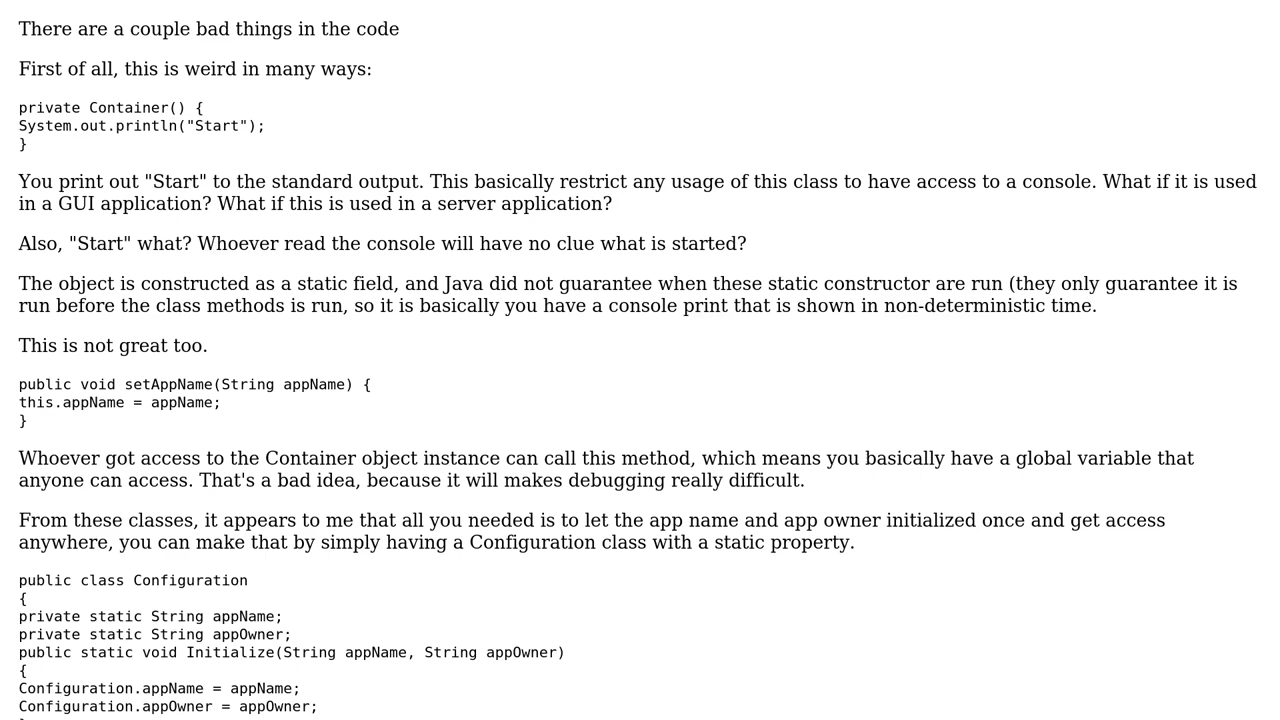 There are a couple bad things in the code
First of all, this is weird in many ways:
private Container() {
System.out.println("Start");
}
You print out "Start" to the standard output. This basically restrict any usage of this class to have access to a console. What if it is used
in a GUI application? What if this is used in a server application?
Also, "Start" what? Whoever read the console will have no clue what is started?
The object is constructed as a static field, and Java did not guarantee when these static constructor are run (they only guarantee it is
run before the class methods is run, so it is basically you have a console print that is shown in non-deterministic time.
This is not great too.
public void setAppName(String appName) {
this.appName = appName;
}
Whoever got access to the Container object instance can call this method, which means you basically have a global variable that
anyone can access. That's a bad idea, because it will makes debugging really difficult.
From these classes, it appears to me that all you needed is to let the app name and app owner initialized once and get access
anywhere, you can make that by simply having a Configuration class with a static property.
public class Configuration
{
private static String appName;
private static String appOwner;
public static void Initialize(String appName, String appOwner)
{
Configuration.appName = appName;
Configuration.appOwner = appOwner;